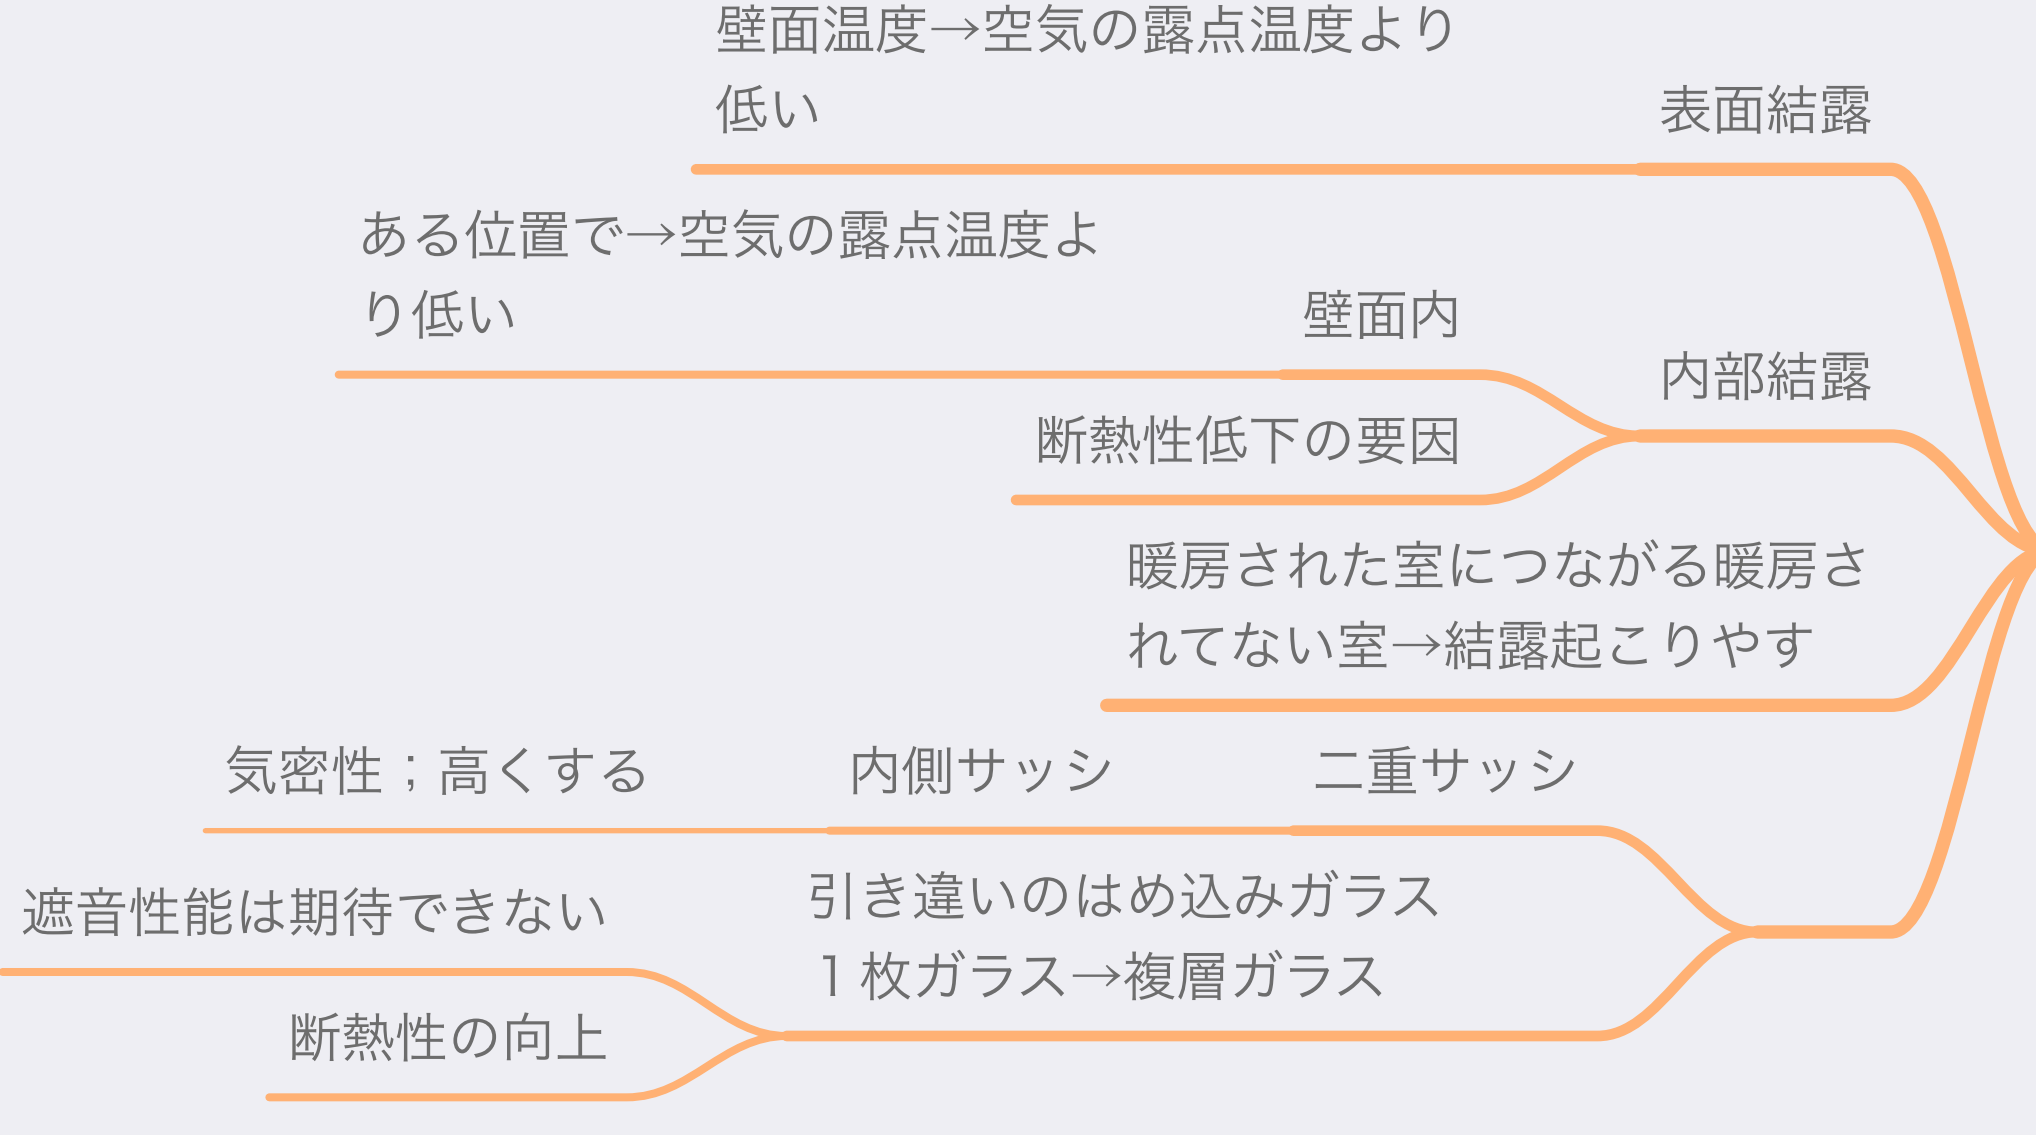 壁面温度→空気の露点温度より
低い
表面結露
ある位置で→空気の露点温度よ
り低い
壁面内
内部結露
断熱性低下の要因
暖房された室につながる暖房さ
れてない室→結露起こりやす
気密性；高くする
内側サッシ
二重サッシ
引き違いのはめ込みガラス
１枚ガラス→複層ガラス
遮音性能は期待できない
断熱性の向上